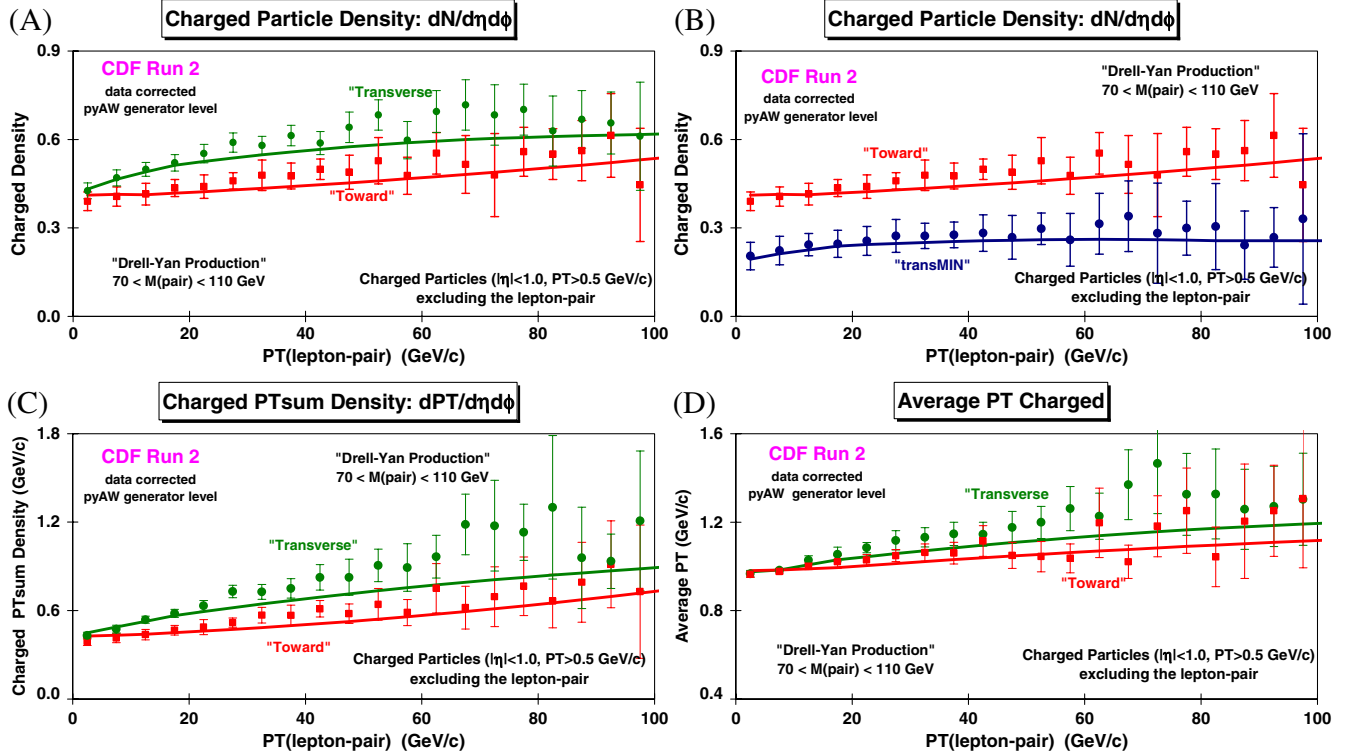 (A)
Charged Particle Density: dN/dηdφ
0.9
0.6
0.3
0.0
Charged Density
CDF Run 2
data corrected
pyAW generator level
"Transverse
"Toward"
"Drell-Yan Production"
70 < M(pair) < 110 GeV
Charged Particles (|η|<1.0, PT>0.5 GeV/c)
excluding the lepton-pair
0 20 40 60 80 100
PT(lepton-pair) (GeV/c)
(B)
Charged Particle Density: dN/dηdφ
0.9
0.6
0.3
0.0
Charged Density
CDF Run 2
data corrected
pyAW generator level
"Drell-Yan Production"
70 < M(pair) < 110 GeV
"Toward"
"transMIN"
Charged Particles (|η|<1.0, PT>0.5 GeV/c)
excluding the lepton-pair
0 20 40 60 80 100
PT(lepton-pair) (GeV/c)
(C)
Charged PTsum Density: dPT/dηdφ
1.8
1.2
0.6
0.0
Charged PTsum Density (GeV/c)
CDF Run 2
data corrected
pyAW generator level
"Drell-Yan Production"
70 < M(pair) < 110 GeV
"Transverse"
"Toward"
Charged Particles (|η|<1.0, PT>0.5 GeV/c)
excluding the lepton-pair
0 20 40 60 80 100
PT(lepton-pair) (GeV/c)
(D)
Average PT Charged
1.6
1.2
0.8
0.4
Average PT (GeV/c)
CDF Run 2
data corrected
pyAW generator level
"Transverse
"Toward"
"Drell-Yan Production"
70 < M(pair) < 110 GeV
Charged Particles (|η|<1.0, PT>0.5 GeV/c)
excluding the lepton-pair
0 20 40 60 80 100
PT(lepton-pair) (GeV/c)